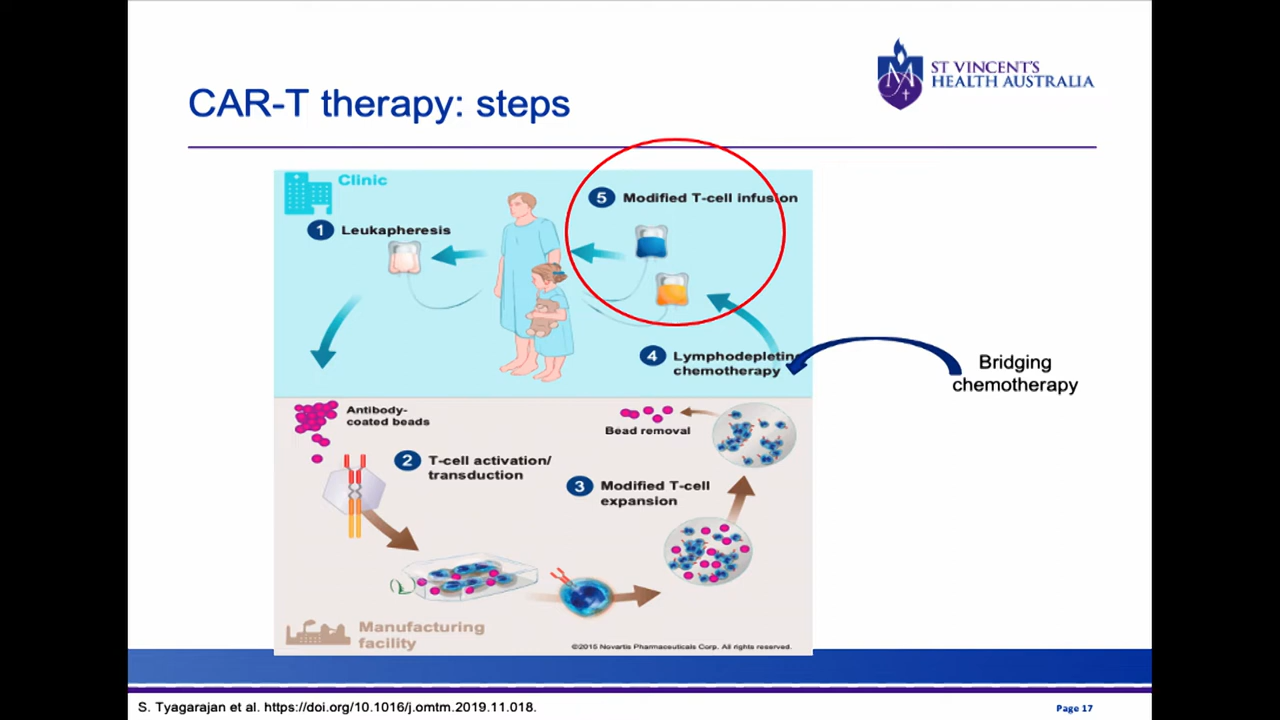 ST VINCENT'S
HEALTH AUSTRALIA
CAR-T therapy: steps
Clinic
1 Leukapheresis
5 Modified T-cell infusion
4 Lymphodepleting
chemotherapy
Bridging
chemotherapy
Antibody-
coated beads
2 T-cell activation/
transduction
3 Modified T-cell
expansion
Bead removal
Manufacturing
facility
©2015 Novartis Pharmaceuticals Corp. All rights reserved.
S. Tyagarajan et al. https://doi.org/10.1016/j.omtm.2019.11.018.
Page 17